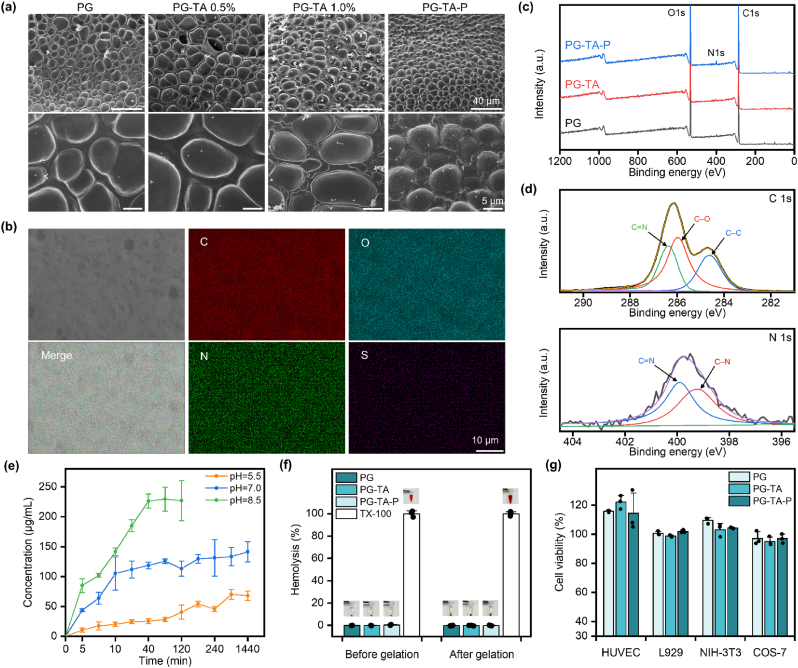 (a)
PG
PG-TA 0.5%
PG-TA 1.0%
PG-TA-P
40 μm
5 μm
(b)
C
O
Merge
N
S
10 μm
(c)
O1s
C1s
N1s
PG-TA-P
PG-TA
PG
Intensity (a.u.)
1200 1000 800 600 400 200 0
Binding energy (eV)
(d)
C 1s
C=N
C–O
C–C
Intensity (a.u.)
290 288 286 284 282
Binding energy (eV)
N 1s
C=N
C–N
Intensity (a.u.)
404 402 400 398 396
Binding energy (eV)
(e)
pH=5.5
pH=7.0
pH=8.5
Concentration (μg/mL)
250
200
150
100
50
0
0 5 10 40 120 240 1440
Time (min)
(f)
PG
PG-TA
PG-TA-P
TX-100
Hemolysis (%)
120
100
80
60
40
20
0
Before gelation
After gelation
(g)
PG
PG-TA
PG-TA-P
Cell viability (%)
150
120
90
60
30
HUVEC L929 NIH-3T3 COS-7